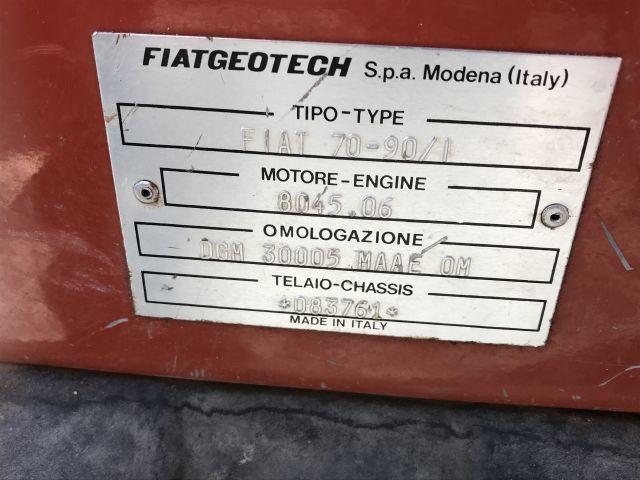 FIATGEOTECH S.p.a. Modena (Italy)
TIPO-TYPE
FIAT 70-90/1
MOTORE-ENGINE
8045.06
OMOLOGAZIONE
DGM 30005 MAAE OM
TELAIO-CHASSIS
*D83761*
MADE IN ITALY